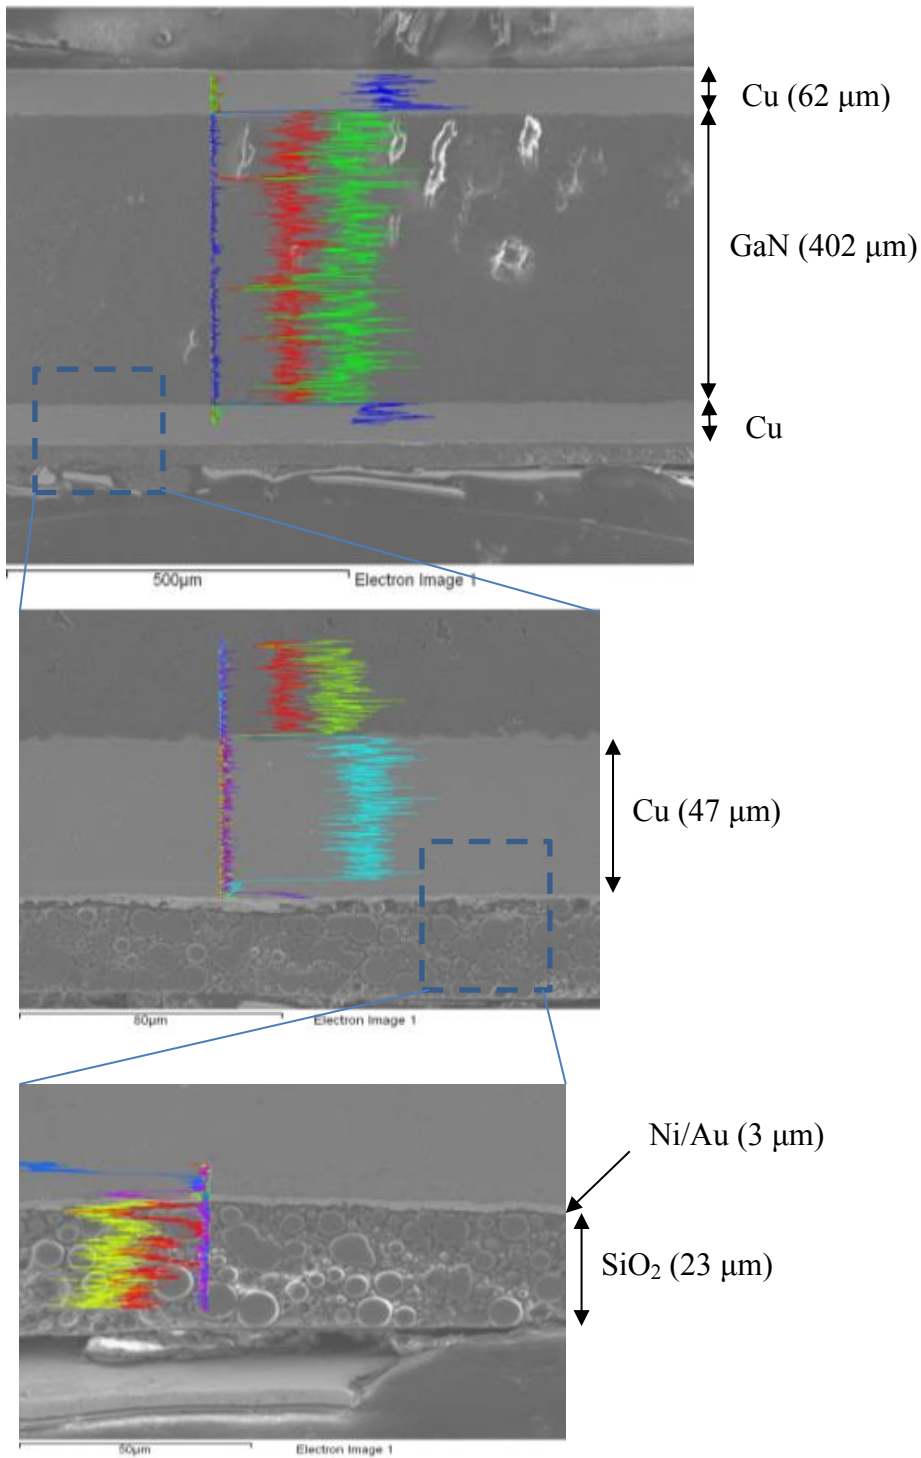 Cu (62 μm)
GaN (402 μm)
Cu
500μm
Electron Image 1
Cu (47 μm)
80μm
Electron Image 1
Ni/Au (3 μm)
SiO₂ (23 μm)
50μm
Electron Image 1